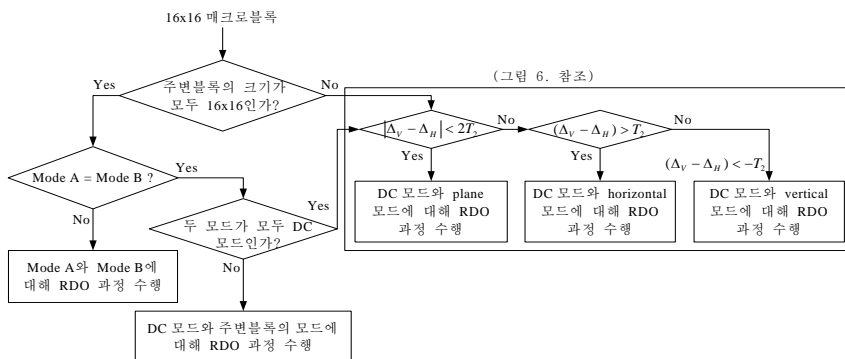 16x16 매크로블록
(그림 6. 참조)
주변블록의 크기가
모두 16x16인가?
Yes
No
|Δ_V − Δ_H| < 2T_2
No
(Δ_V − Δ_H) > T_2
No
Yes
Yes
(Δ_V − Δ_H) < −T_2
Mode A = Mode B ?
Yes
No
DC 모드와 plane
모드에 대해 RDO
과정 수행
DC 모드와 horizontal
모드에 대해 RDO
과정 수행
DC 모드와 vertical
모드에 대해 RDO
과정 수행
두 모드가 모두 DC
모드인가?
Yes
No
Mode A와 Mode B에
대해 RDO 과정 수행
DC 모드와 주변블록의 모드에
대해 RDO 과정 수행